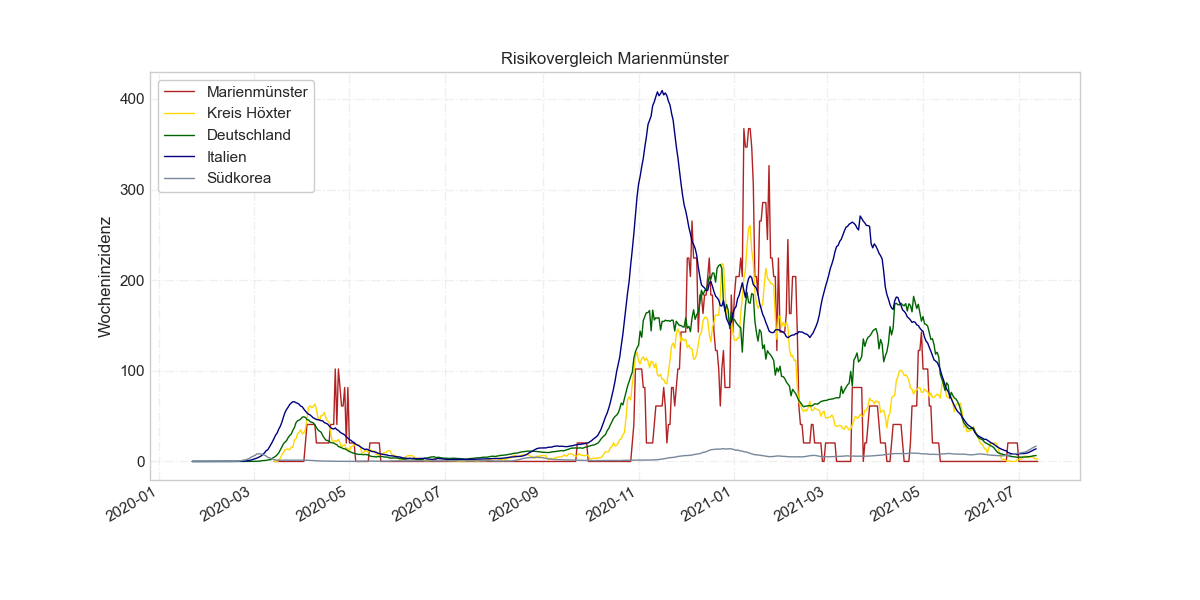 Risikovergleich Marienmünster
Marienmünster
Kreis Höxter
Deutschland
Italien
Südkorea
Wocheninzidenz
400
300
200
100
0
2020-01
2020-03
2020-05
2020-07
2020-09
2020-11
2021-01
2021-03
2021-05
2021-07